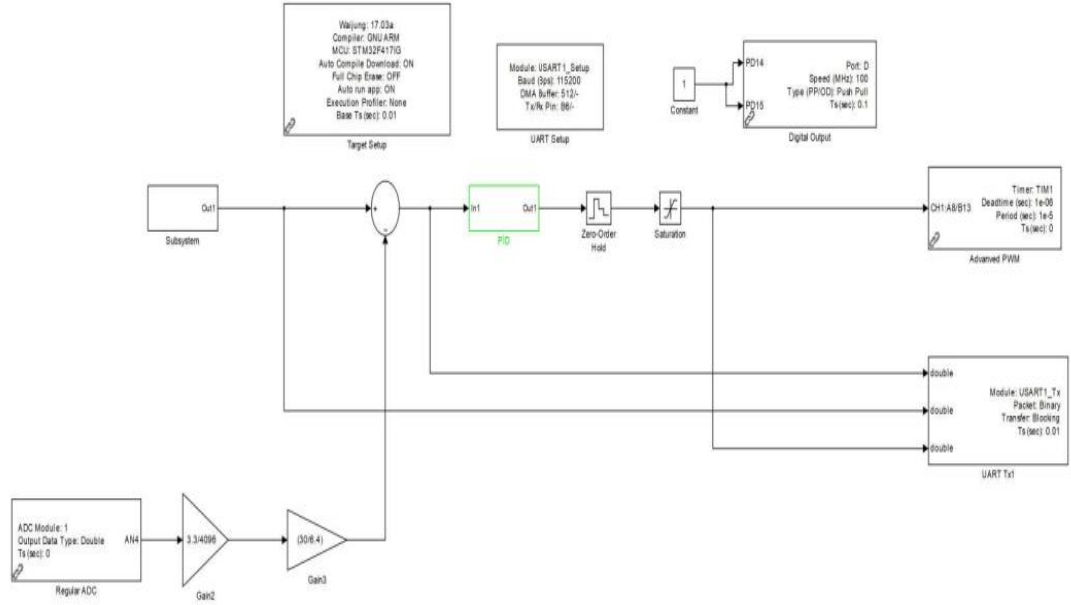 Waijung: 17.03a
Compiler: GNU ARM
MCU: STM32F417IG
Auto Compile Download: ON
Full Chip Erase: OFF
Auto run app: ON
Execution Profiler: None
Base Ts (sec): 0.01
Target Setup
Module: USART1_Setup
Baud (Bps): 115200
DMA Buffer: 512/-
Tx/Rx Pin: B6/-
UART Setup
1
Constant
PD14
PD15
Port: D
Speed (MHz): 100
Type (PP/OD): Push Pull
Ts (sec): 0.1
Digital Output
Out1
Subsystem
+
−
In1
Out1
PID
Zero-Order
Hold
Saturation
CH1:A8/B13
Timer: TIM1
Deadtime (sec): 1e-06
Period (sec): 1e-5
Ts (sec): 0
Advanved PWM
double
double
double
Module: USART1_Tx
Packet: Binary
Transfer: Blocking
Ts (sec): 0.01
UART Tx1
ADC Module: 1
Output Data Type: Double
Ts (sec): 0
AN4
Regular ADC
3.3/4096
Gain2
(30/6.4)
Gain3